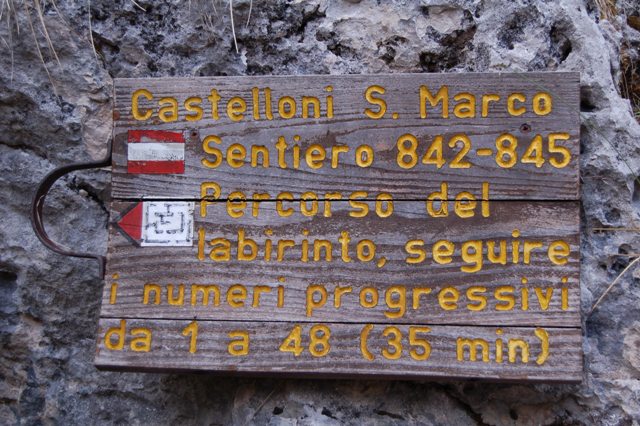 Castelloni S. Marco
Sentiero 842-845
Percorso del
labirinto, seguire
i numeri progressivi
da 1 a 48 (35 min)